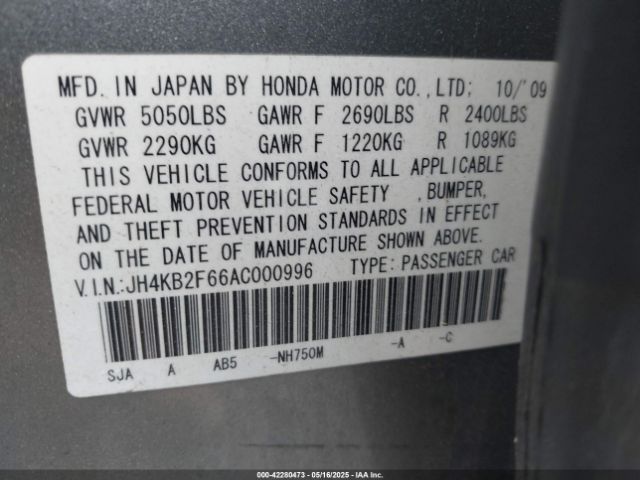 MFD. IN JAPAN BY HONDA MOTOR CO.,LTD; 10/'09
GVWR 5050LBS GAWR F 2690LBS R 2400LBS
GVWR 2290KG GAWR F 1220KG R 1089KG
THIS VEHICLE CONFORMS TO ALL APPLICABLE
FEDERAL MOTOR VEHICLE SAFETY , BUMPER,
AND THEFT PREVENTION STANDARDS IN EFFECT
ON THE DATE OF MANUFACTURE SHOWN ABOVE.
V.I.N.:JH4KB2F66AC000996 TYPE: PASSENGER CAR
SJA A AB5 -NH750M -A -C
000-42280473 - 05/16/2025 - IAA Inc.